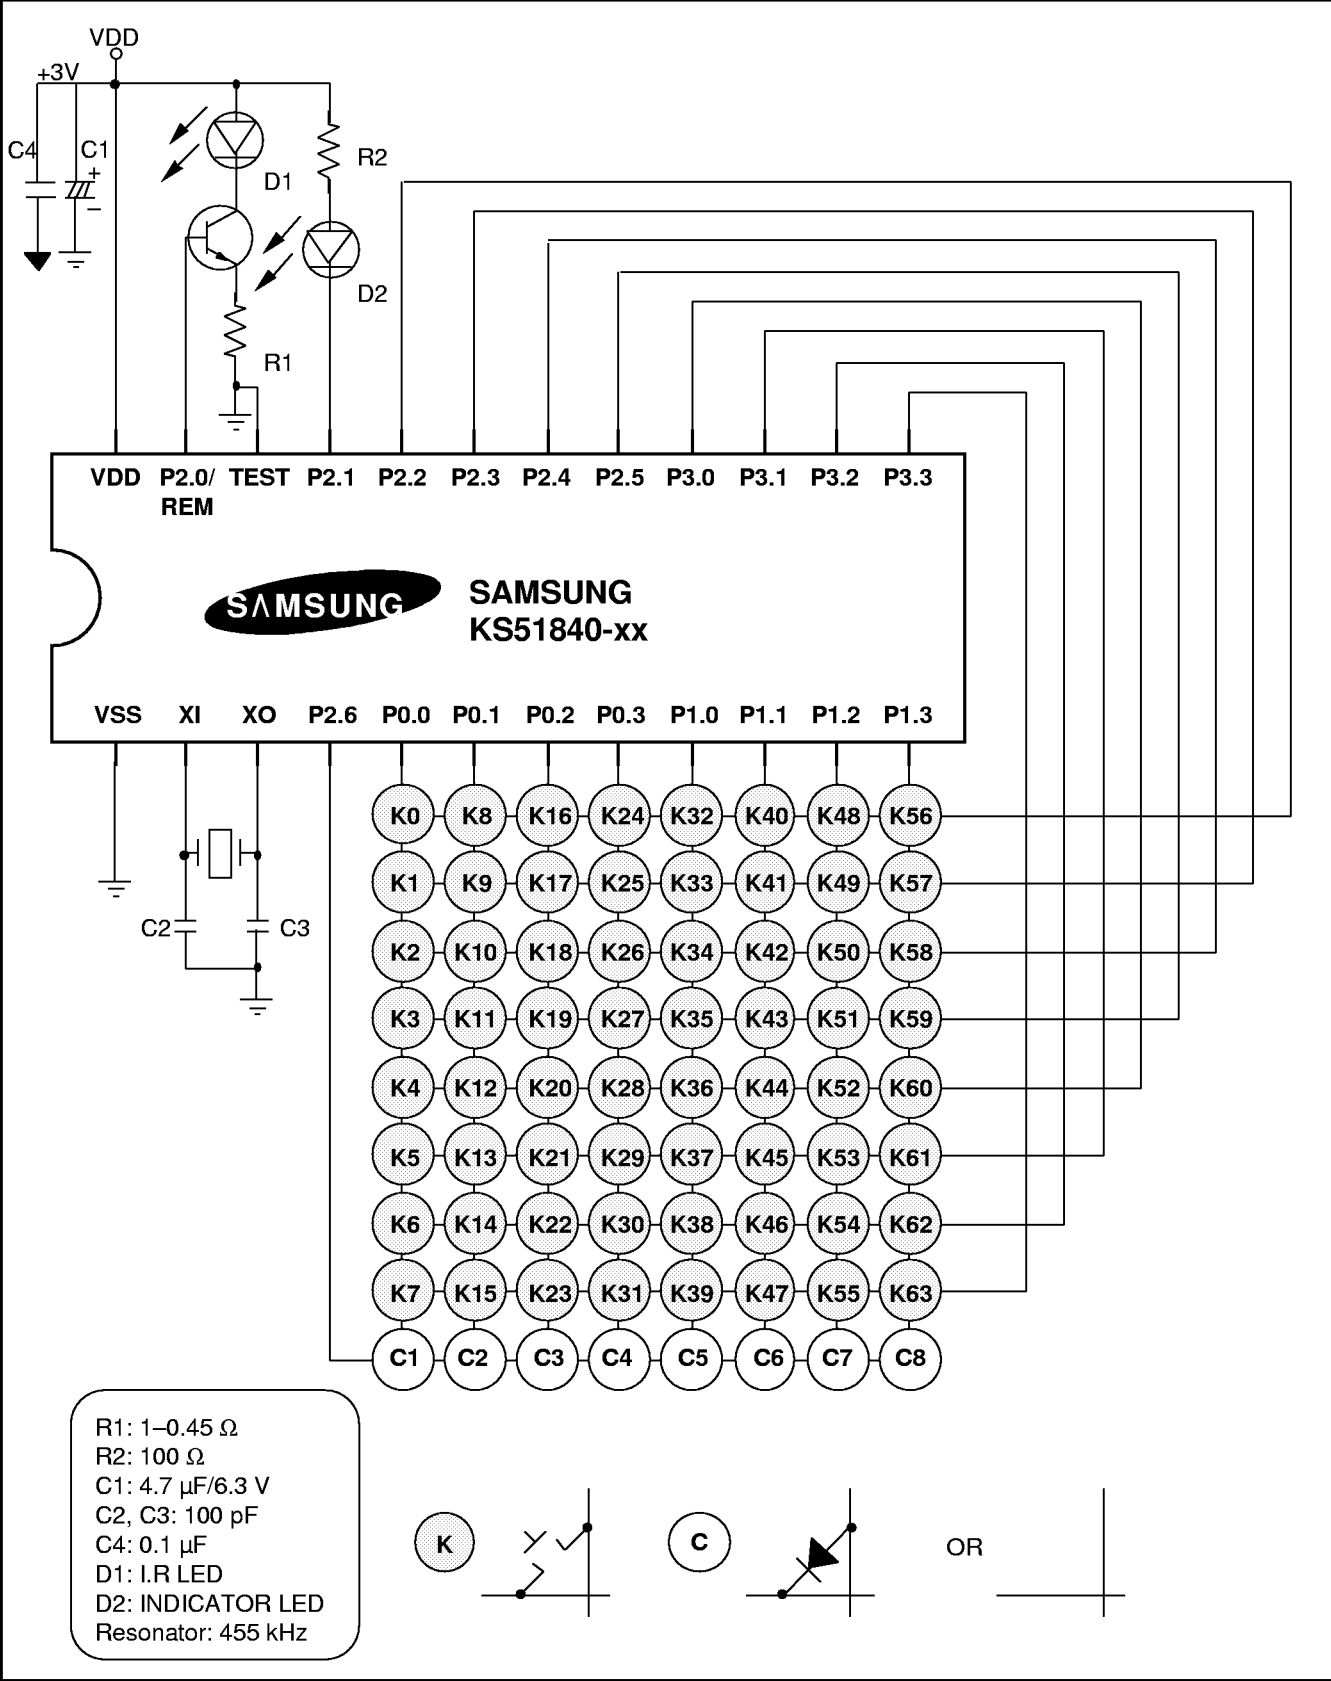 VDD
+3V
C4
C1
+
–
D1
R2
D2
R1
VDD P2.0/ TEST P2.1 P2.2 P2.3 P2.4 P2.5 P3.0 P3.1 P3.2 P3.3
REM
SAMSUNG
SAMSUNG
KS51840-xx
VSS XI XO P2.6 P0.0 P0.1 P0.2 P0.3 P1.0 P1.1 P1.2 P1.3
K0 K8 K16 K24 K32 K40 K48 K56
K1 K9 K17 K25 K33 K41 K49 K57
C2 C3
K2 K10 K18 K26 K34 K42 K50 K58
K3 K11 K19 K27 K35 K43 K51 K59
K4 K12 K20 K28 K36 K44 K52 K60
K5 K13 K21 K29 K37 K45 K53 K61
K6 K14 K22 K30 K38 K46 K54 K62
K7 K15 K23 K31 K39 K47 K55 K63
C1 C2 C3 C4 C5 C6 C7 C8
R1: 1–0.45 Ω
R2: 100 Ω
C1: 4.7 µF/6.3 V
C2, C3: 100 pF
C4: 0.1 µF
D1: I.R LED
D2: INDICATOR LED
Resonator: 455 kHz
K
C
OR